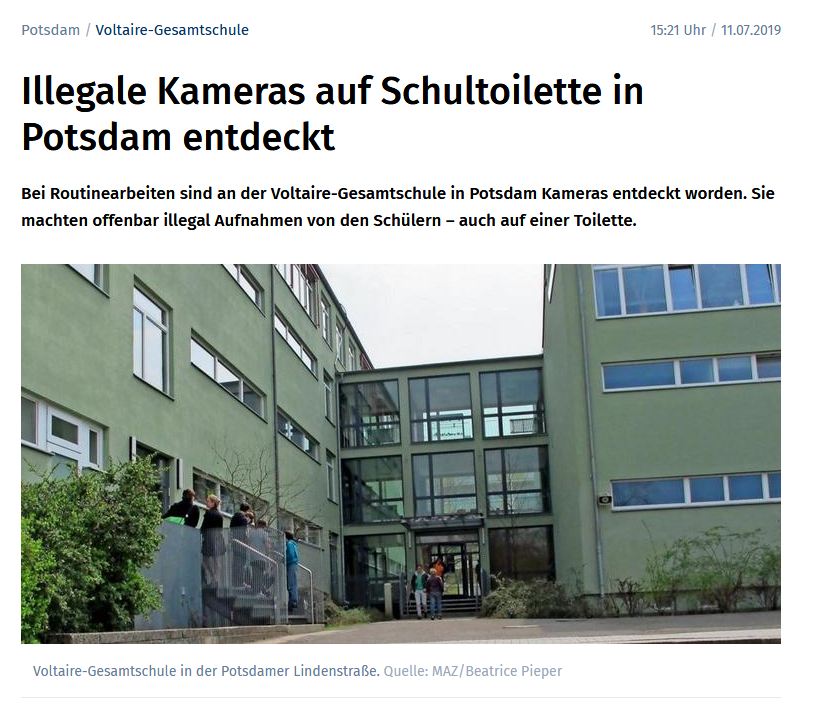 Potsdam / Voltaire-Gesamtschule
15:21 Uhr / 11.07.2019
Illegale Kameras auf Schultoilette in
Potsdam entdeckt
Bei Routinearbeiten sind an der Voltaire-Gesamtschule in Potsdam Kameras entdeckt worden. Sie
machten offenbar illegal Aufnahmen von den Schülern – auch auf einer Toilette.
Voltaire-Gesamtschule in der Potsdamer Lindenstraße. Quelle: MAZ/Beatrice Pieper